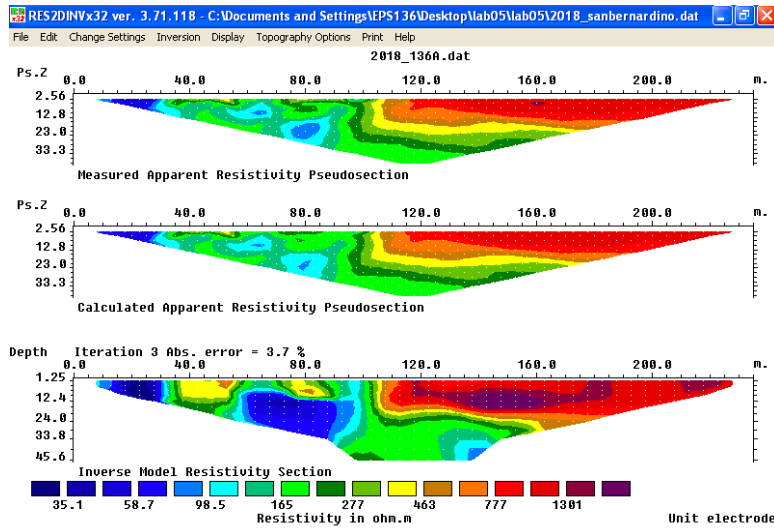 RES2DINVx32 ver. 3.71.118 - C:\Documents and Settings\EPS136\Desktop\lab05\lab05\2018_sanbernardino.dat
File Edit Change Settings Inversion Display Topography Options Print Help
2018_136A.dat
Ps.Z 0.0 40.0 80.0 120.0 160.0 200.0 m.
2.56
12.8
23.0
33.3
Measured Apparent Resistivity Pseudosection
Ps.Z 0.0 40.0 80.0 120.0 160.0 200.0 m.
2.56
12.8
23.0
33.3
Calculated Apparent Resistivity Pseudosection
Depth Iteration 3 Abs. error = 3.7 %
0.0 40.0 80.0 120.0 160.0 200.0 m.
1.25
12.4
24.0
33.8
45.6
Inverse Model Resistivity Section
35.1 58.7 98.5 165 277 463 777 1301
Resistivity in ohm.m Unit electrode